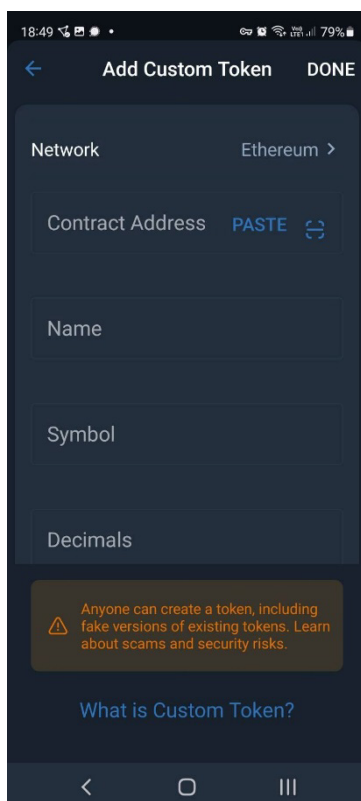 18:49 79%
Add Custom Token DONE
Network Ethereum >
Contract Address PASTE
Name
Symbol
Decimals
Anyone can create a token, including
fake versions of existing tokens. Learn
about scams and security risks.
What is Custom Token?